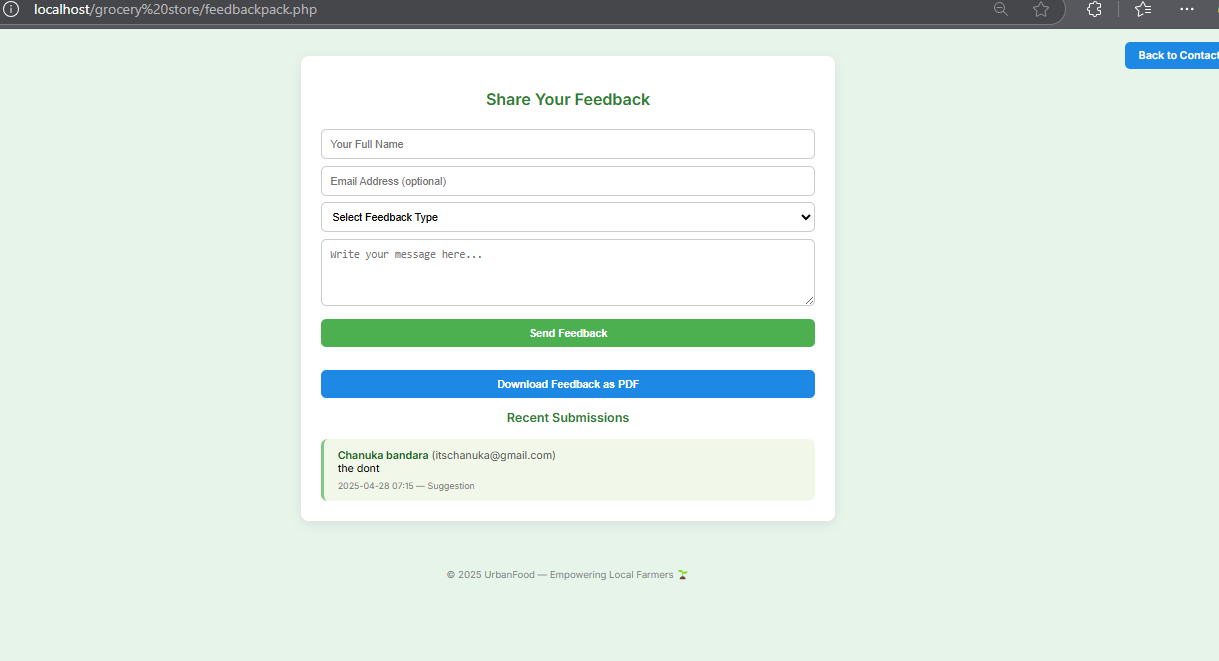 localhost/grocery%20store/feedbackpack.php
Back to Contact
Share Your Feedback
Your Full Name
Email Address (optional)
Select Feedback Type
Write your message here...
Send Feedback
Download Feedback as PDF
Recent Submissions
Chanuka bandara (itschanuka@gmail.com)
the dont
2025-04-28 07:15 — Suggestion
© 2025 UrbanFood — Empowering Local Farmers 🌱